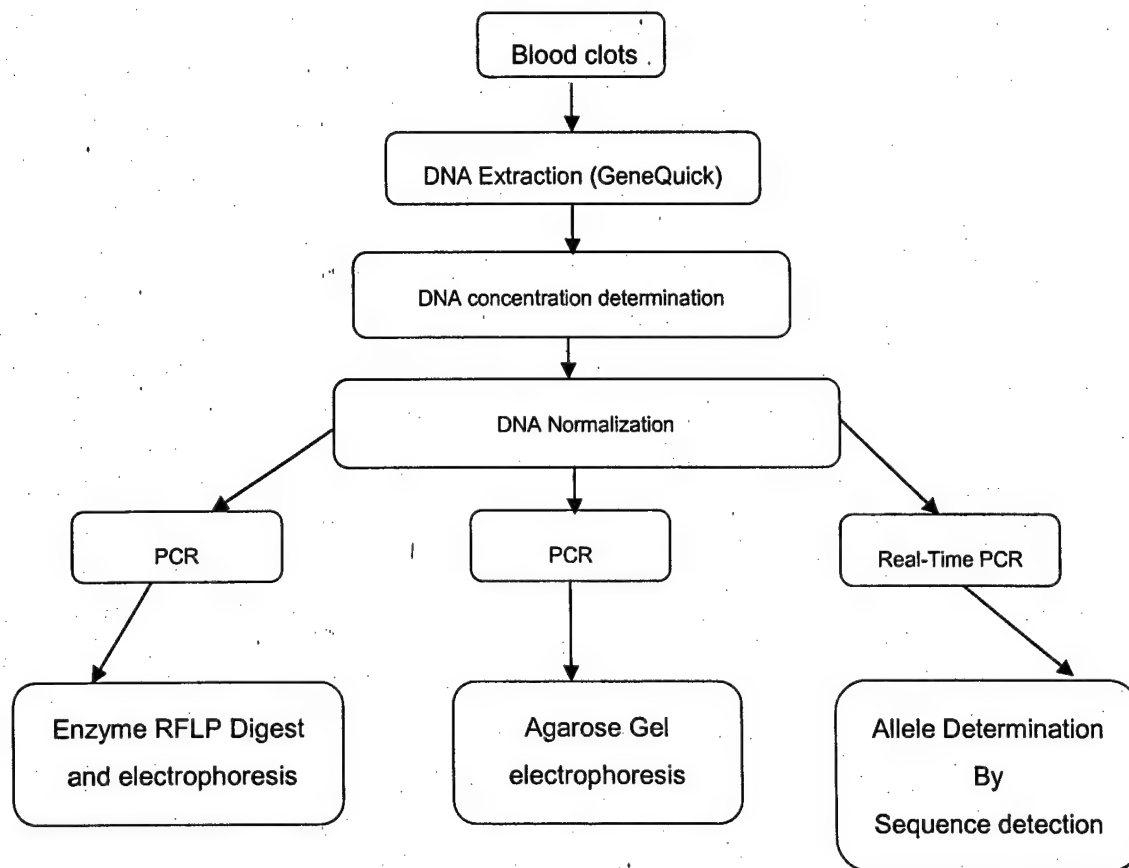 Blood clots
DNA Extraction (GeneQuick)
DNA concentration determination
DNA Normalization
PCR
PCR
Real-Time PCR
Enzyme RFLP Digest
and electrophoresis
Agarose Gel
electrophoresis
Allele Determination
By
Sequence detection